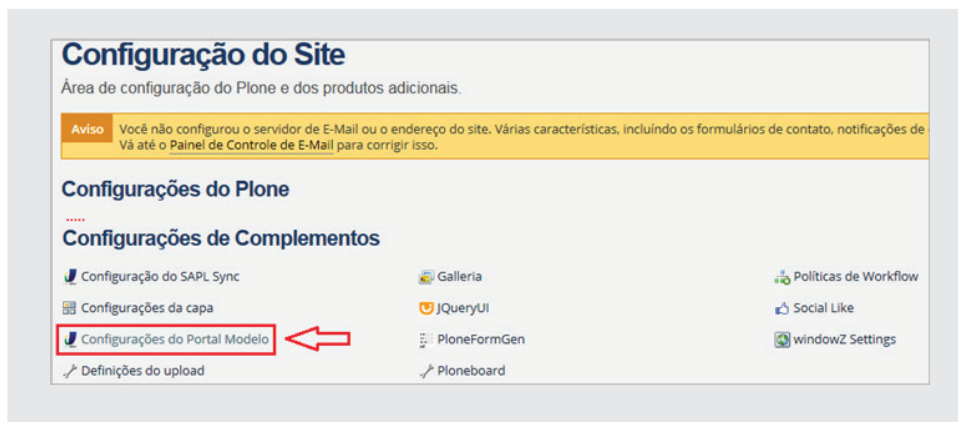 Configuração do Site
Área de configuração do Plone e dos produtos adicionais.
Aviso Você não configurou o servidor de E-Mail ou o endereço do site. Várias características, incluíndo os formulários de contato, notificações de
Vá até o Painel de Controle de E-Mail para corrigir isso.
Configurações do Plone
.....
Configurações de Complementos
Configuração do SAPL Sync Galleria Políticas de Workflow
Configurações da capa JQueryUI Social Like
Configurações do Portal Modelo PloneFormGen windowZ Settings
Definições do upload Ploneboard